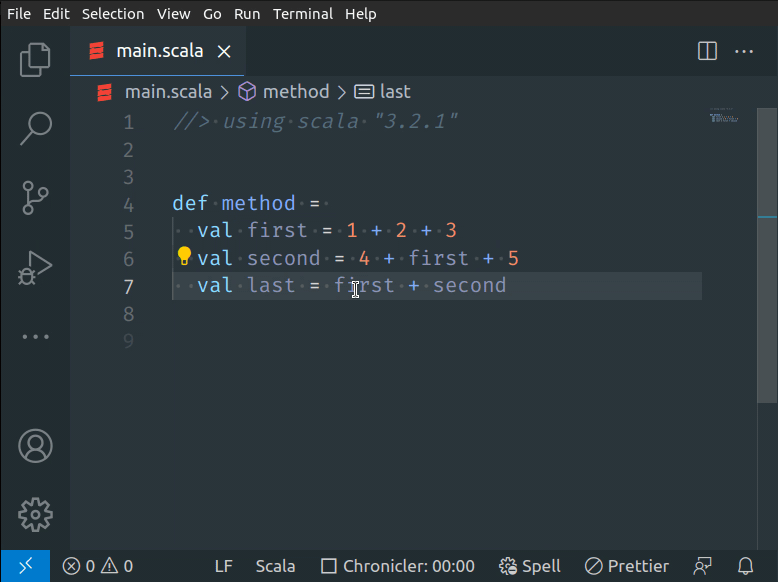 File Edit Selection View Go Run Terminal Help
main.scala
main.scala > method > last
1 //> using scala "3.2.1"
2
3
4 def method =
5 val first = 1 + 2 + 3
6 val second = 4 + first + 5
7 val last = first + second
8
9
0 0 LF Scala Chronicler: 00:00 Spell Prettier